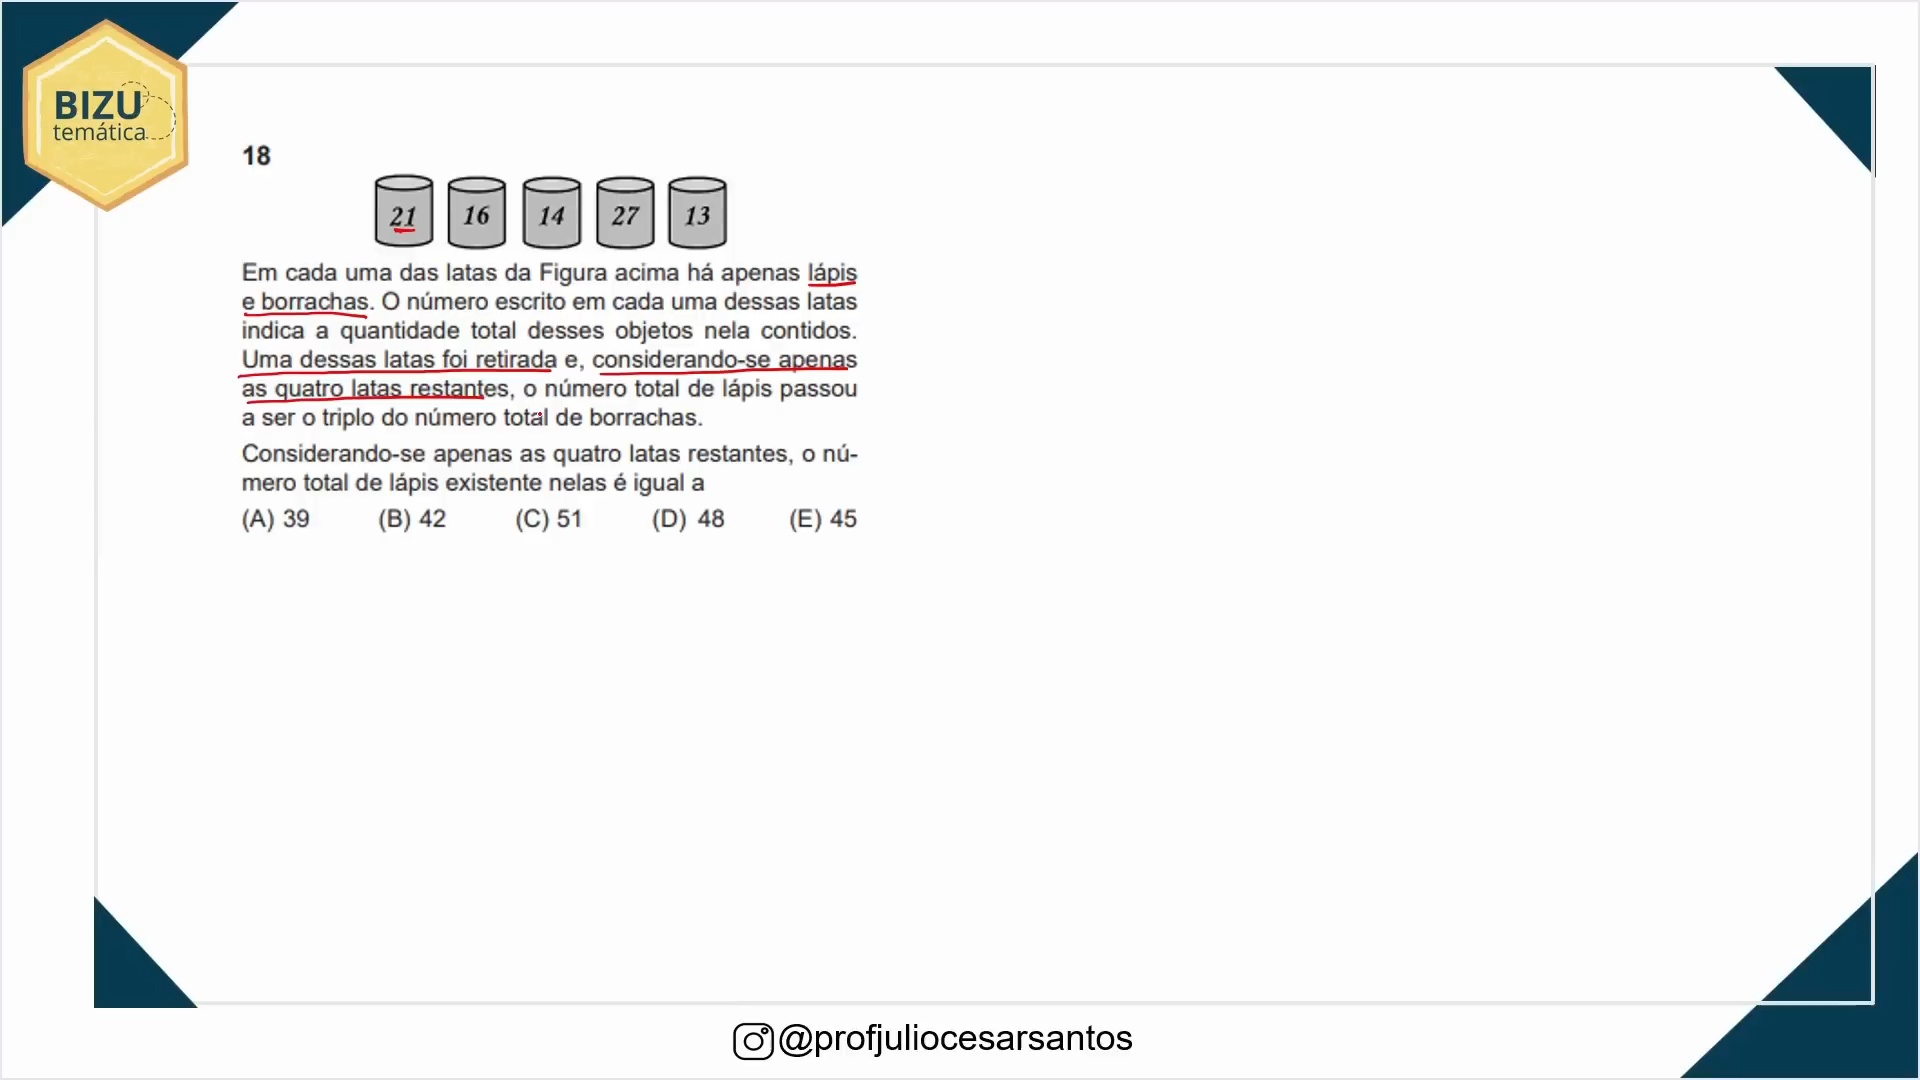 BIZU
temática
18
21 16 14 27 13
Em cada uma das latas da Figura acima há apenas lápis
e borrachas. O número escrito em cada uma dessas latas
indica a quantidade total desses objetos nela contidos.
Uma dessas latas foi retirada e, considerando-se apenas
as quatro latas restantes, o número total de lápis passou
a ser o triplo do número total de borrachas.
Considerando-se apenas as quatro latas restantes, o nú-
mero total de lápis existente nelas é igual a
(A) 39 (B) 42 (C) 51 (D) 48 (E) 45
@profjuliocesarsantos